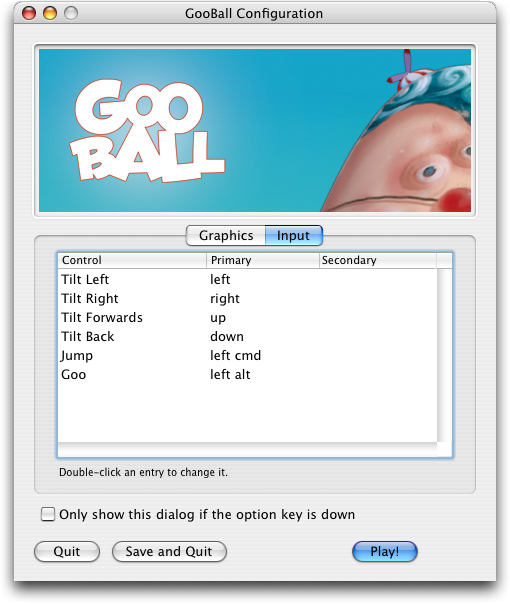 GooBall Configuration
GOO
BALL
Graphics Input
Control Primary Secondary
Tilt Left left
Tilt Right right
Tilt Forwards up
Tilt Back down
Jump left cmd
Goo left alt
Double-click an entry to change it.
Only show this dialog if the option key is down
Quit Save and Quit Play!